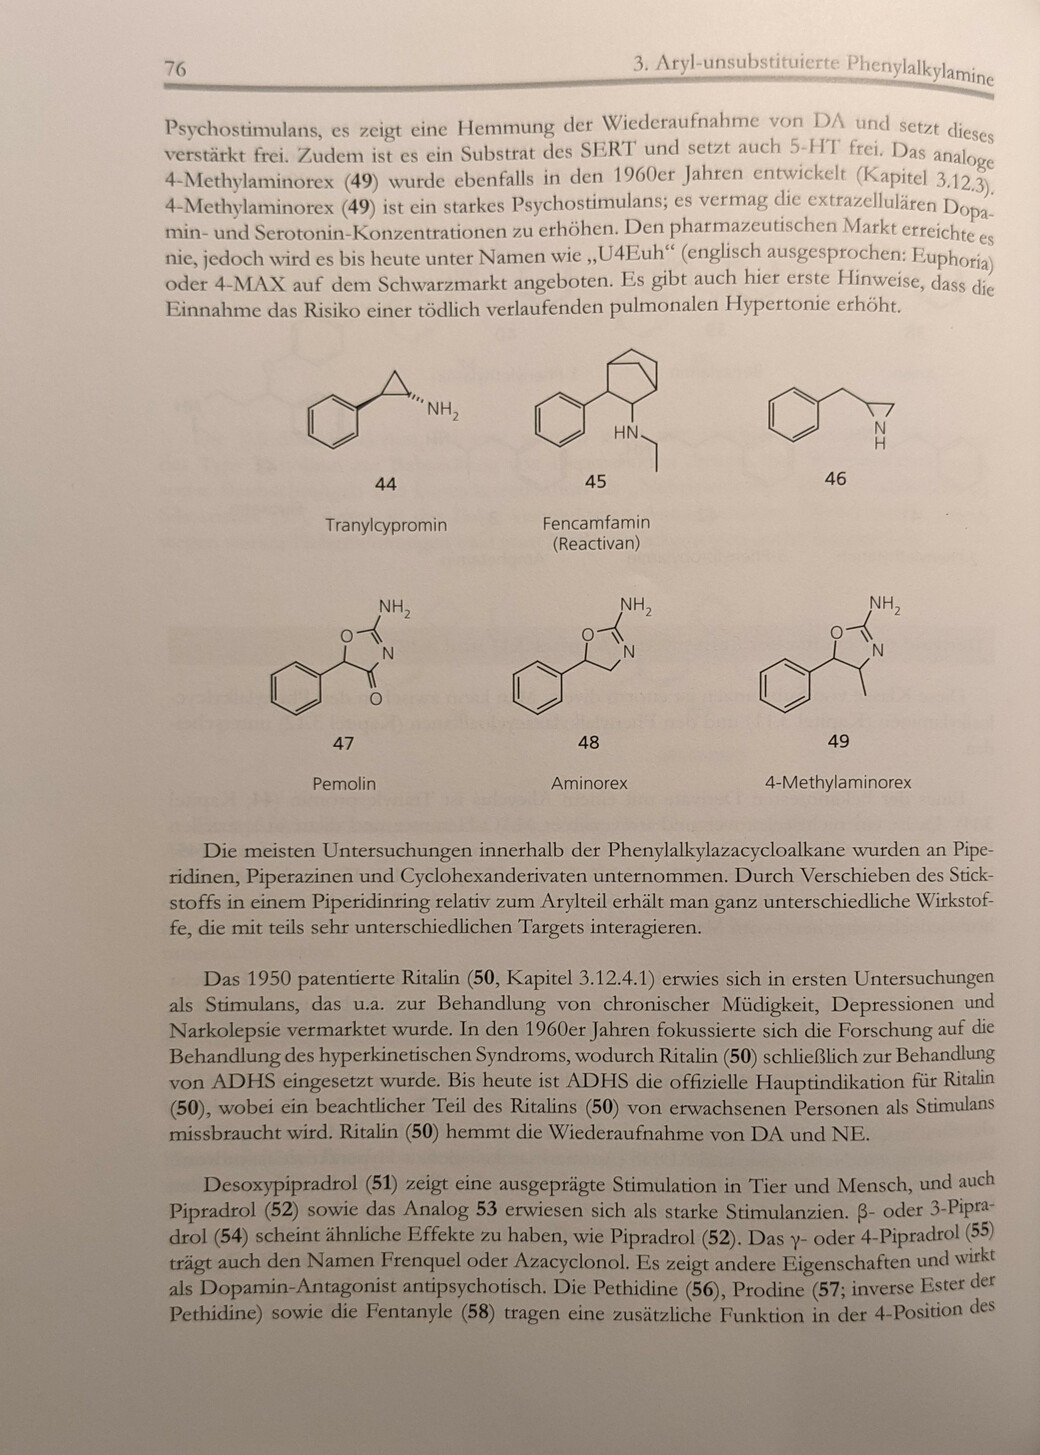 76
3. Aryl-unsubstituierte Phenylalkylamine
Psychostimulans, es zeigt eine Hemmung der Wiederaufnahme von DA und setzt dieses
verstärkt frei. Zudem ist es ein Substrat des SERT und setzt auch 5-HT frei. Das analoge
4-Methylaminorex (49) wurde ebenfalls in den 1960er Jahren entwickelt (Kapitel 3.12.3).
4-Methylaminorex (49) ist ein starkes Psychostimulans; es vermag die extrazellulären Dopa-
min- und Serotonin-Konzentrationen zu erhöhen. Den pharmazeutischen Markt erreichte es
nie, jedoch wird es bis heute unter Namen wie „U4Euh“ (englisch ausgesprochen: Euphoria)
oder 4-MAX auf dem Schwarzmarkt angeboten. Es gibt auch hier erste Hinweise, dass die
Einnahme das Risiko einer tödlich verlaufenden pulmonalen Hypertonie erhöht.
NH2
HN
N
H
44
45
46
Tranylcypromin
Fencamfamin
(Reactivan)
NH2
O
N
O
NH2
O
N
NH2
O
N
47
48
49
Pemolin
Aminorex
4-Methylaminorex
Die meisten Untersuchungen innerhalb der Phenylalkylazacycloalkane wurden an Pipe-
ridinen, Piperazinen und Cyclohexanderivaten unternommen. Durch Verschieben des Stick-
stoffs in einem Piperidinring relativ zum Arylteil erhält man ganz unterschiedliche Wirkstof-
fe, die mit teils sehr unterschiedlichen Targets interagieren.
Das 1950 patentierte Ritalin (50, Kapitel 3.12.4.1) erwies sich in ersten Untersuchungen
als Stimulans, das u.a. zur Behandlung von chronischer Müdigkeit, Depressionen und
Narkolepsie vermarktet wurde. In den 1960er Jahren fokussierte sich die Forschung auf die
Behandlung des hyperkinetischen Syndroms, wodurch Ritalin (50) schließlich zur Behandlung
von ADHS eingesetzt wurde. Bis heute ist ADHS die offizielle Hauptindikation für Ritalin
(50), wobei ein beachtlicher Teil des Ritalins (50) von erwachsenen Personen als Stimulans
missbraucht wird. Ritalin (50) hemmt die Wiederaufnahme von DA und NE.
Desoxypipradrol (51) zeigt eine ausgeprägte Stimulation in Tier und Mensch, und auch
Pipradrol (52) sowie das Analog 53 erwiesen sich als starke Stimulanzien. β- oder 3-Pipra-
drol (54) scheint ähnliche Effekte zu haben, wie Pipradrol (52). Das γ- oder 4-Pipradrol (55)
trägt auch den Namen Frenquel oder Azacyclonol. Es zeigt andere Eigenschaften und wirkt
als Dopamin-Antagonist antipsychotisch. Die Pethidine (56), Prodine (57; inverse Ester der
Pethidine) sowie die Fentanyle (58) tragen eine zusätzliche Funktion in der 4-Position des